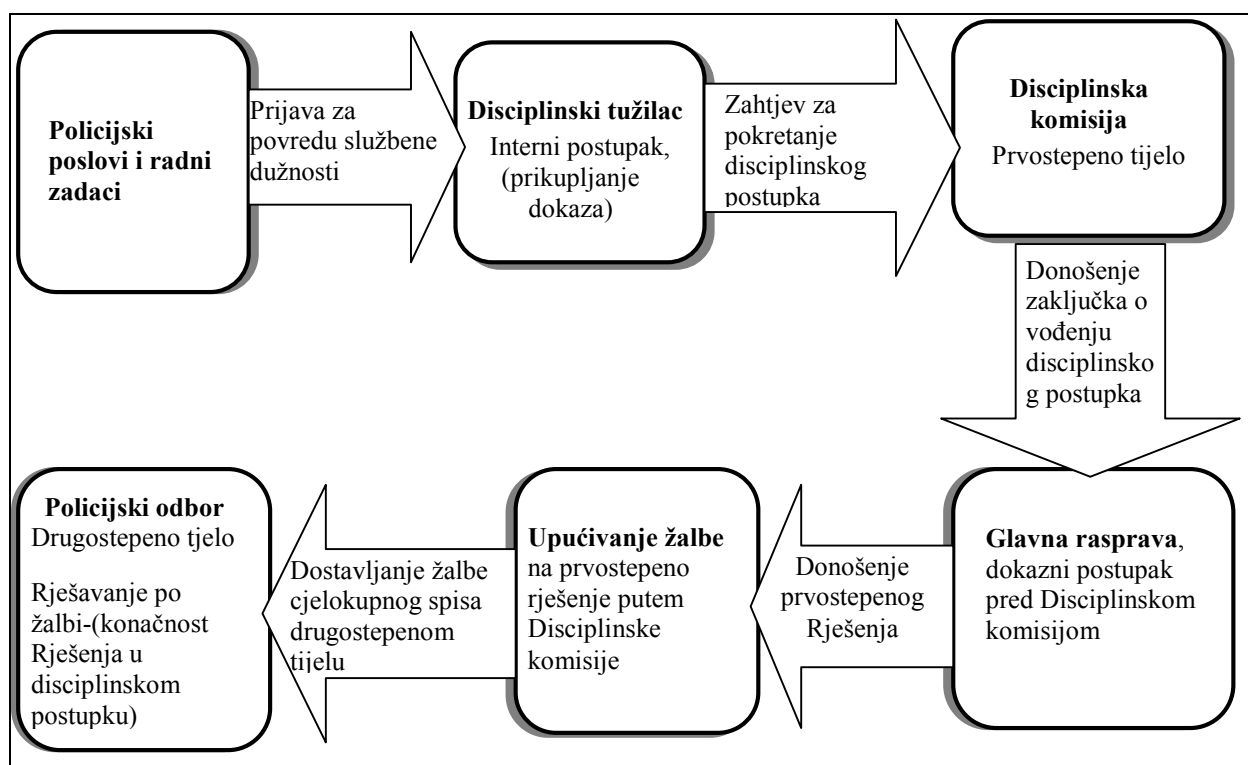 Policijski
poslovi i radni
zadaci
Prijava za
povredu službene
dužnosti
Disciplinski tužilac
Interni postupak,
(prikupljanje
dokaza)
Zahtjev za
pokretanje
disciplinskog
postupka
Disciplinska
komisija
Prvostepeno tijelo
Donošenje
zaključka o
vođenju
disciplinsko
g postupka
Glavna rasprava,
dokazni postupak
pred Disciplinskom
komisijom
Donošenje
prvostepenog
Rješenja
Upućivanje žalbe
na prvostepeno
rješenje putem
Disciplinske
komisije
Dostavljanje žalbe
cjelokupnog spisa
drugostepenom
tijelu
Policijski odbor
Drugostepeno tjelo
Rješavanje po
žalbi-(konačnost
Rješenja u
disciplinskom
postupku)